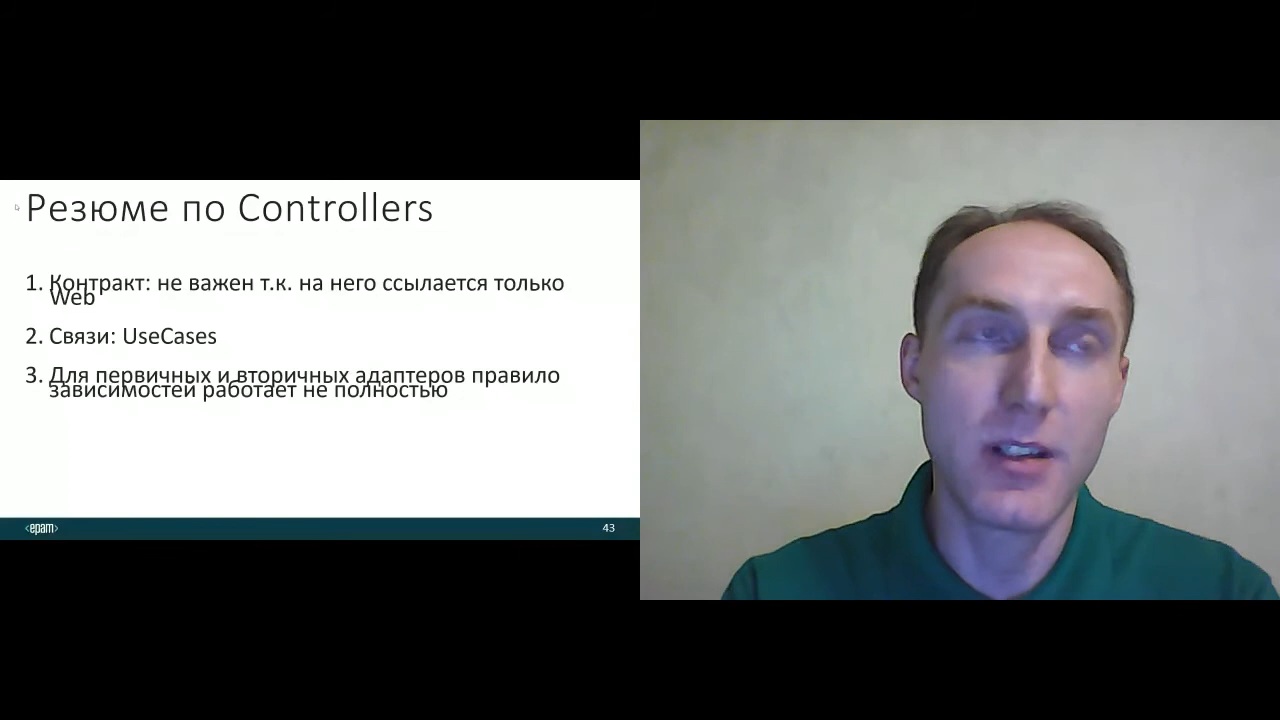 Резюме по Controllers
1. Контракт: не важен т.к. на него ссылается только
Web
2. Связи: UseCases
3. Для первичных и вторичных адаптеров правило
зависимостей работает не полностью
<epam>
43